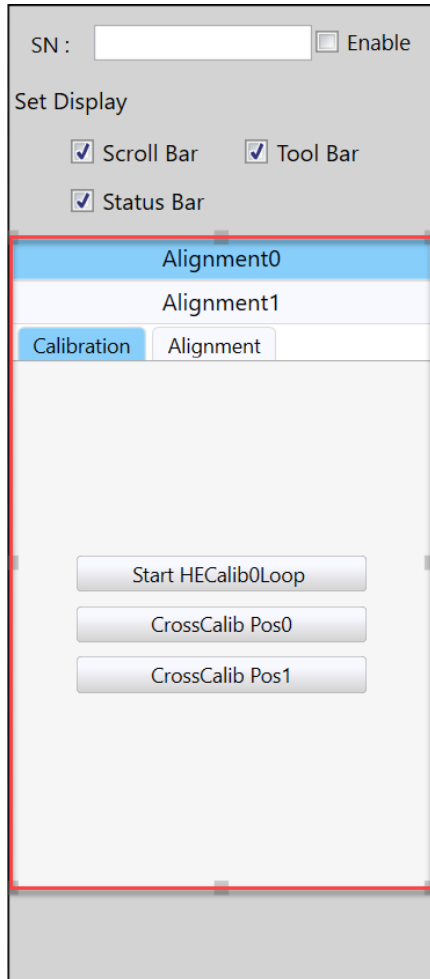 SN :
Enable
Set Display
Scroll Bar
Tool Bar
Status Bar
Alignment0
Alignment1
Calibration
Alignment
Start HECalib0Loop
CrossCalib Pos0
CrossCalib Pos1